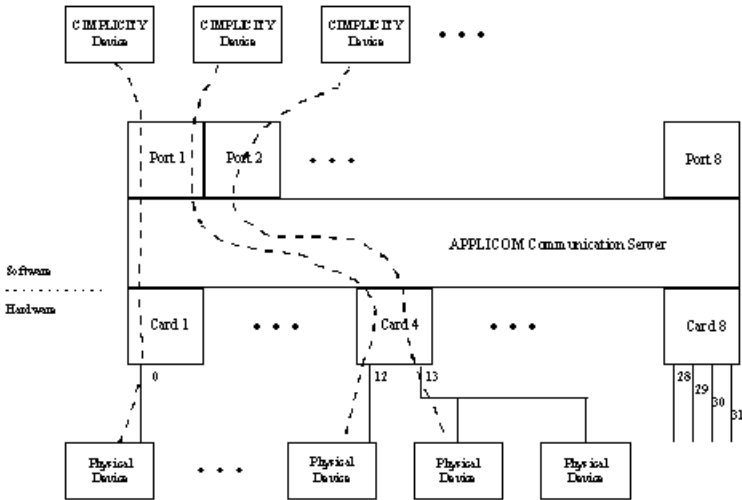 CIMPLICITY
Device
CIMPLICITY
Device
CIMPLICITY
Device
Port 1
Port 2
Port 8
APPLICOM Communication Server
Software
Hardware
Card 1
Card 4
Card 8
0
12
13
28
29
30
31
Physical
Device
Physical
Device
Physical
Device
Physical
Device